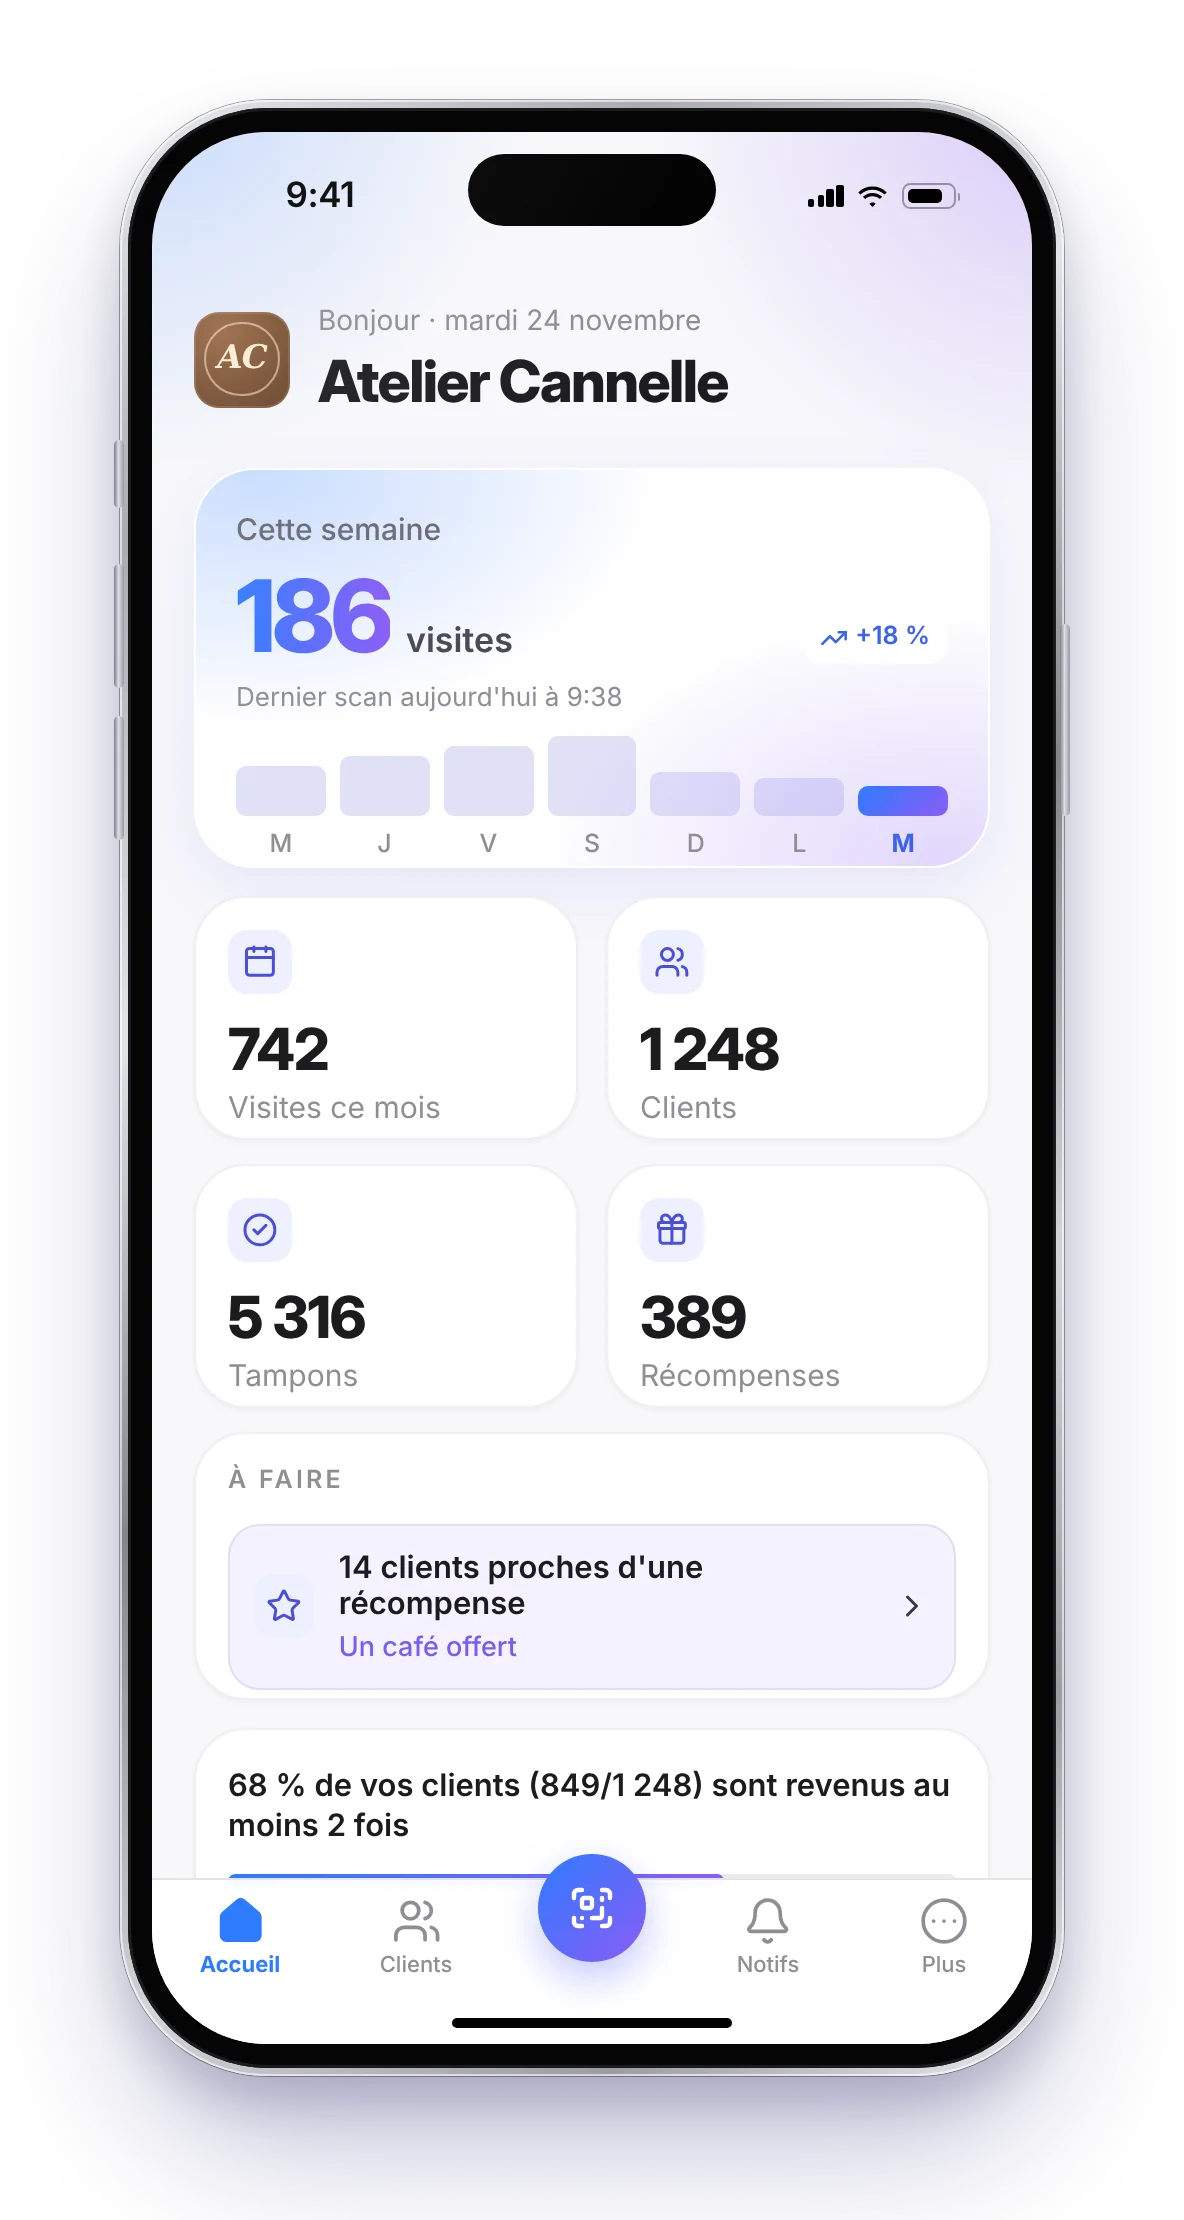 9:41
AC
Bonjour · mardi 24 novembre
Atelier Cannelle
Cette semaine
186 visites
+18 %
Dernier scan aujourd'hui à 9:38
M J V S D L M
742
Visites ce mois
1 248
Clients
5 316
Tampons
389
Récompenses
À FAIRE
14 clients proches d'une
récompense
Un café offert
68 % de vos clients (849/1 248) sont revenus au
moins 2 fois
Accueil
Clients
Notifs
Plus